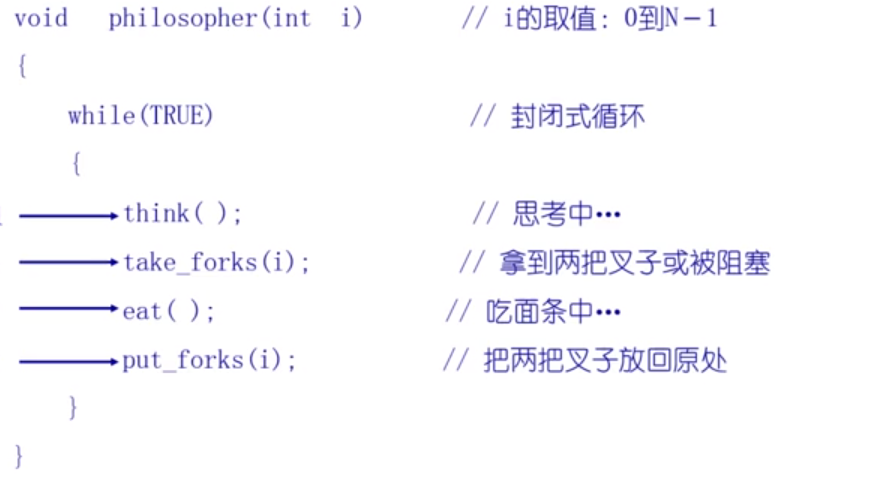 void philosopher(int i) // i的取值：0到N－1
{
while(TRUE) // 封闭式循环
{
think( ); // 思考中…
take_forks(i); // 拿到两把叉子或被阻塞
eat( ); // 吃面条中…
put_forks(i); // 把两把叉子放回原处
}
}